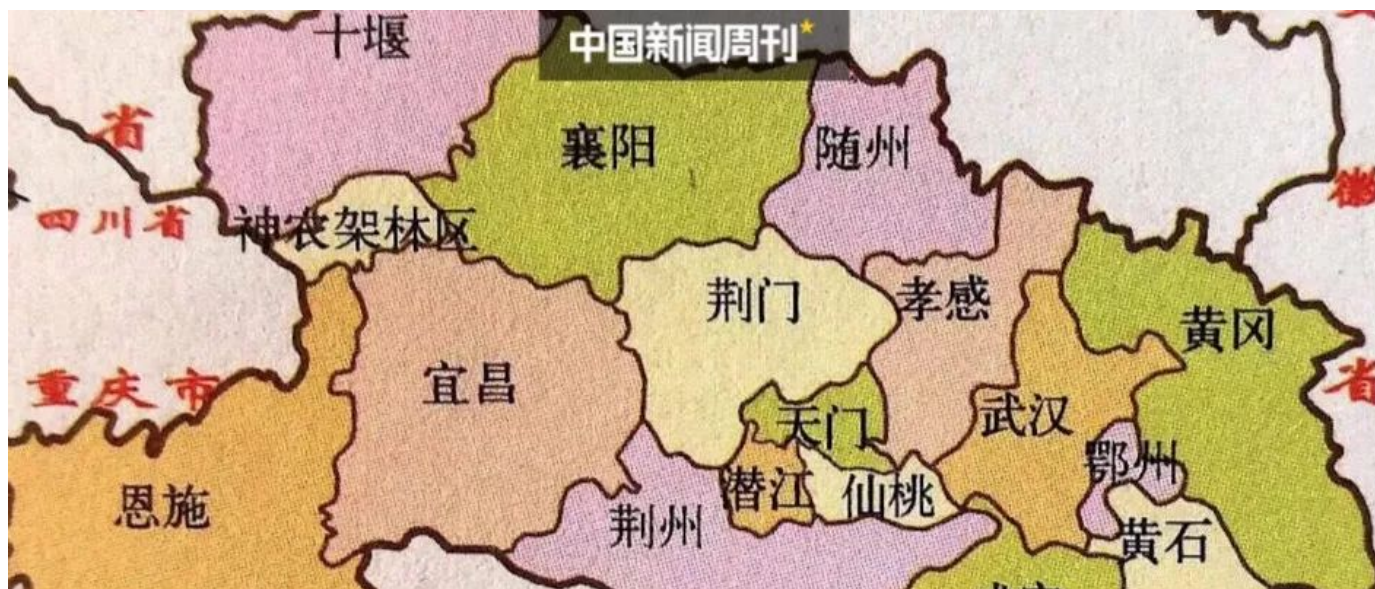 中国新闻周刊
十堰
襄阳
随州
省
四川省
神农架林区
徽
荆门
孝感
黄冈
宜昌
重庆市
省
天门
武汉
鄂州
恩施
潜江
仙桃
荆州
黄石